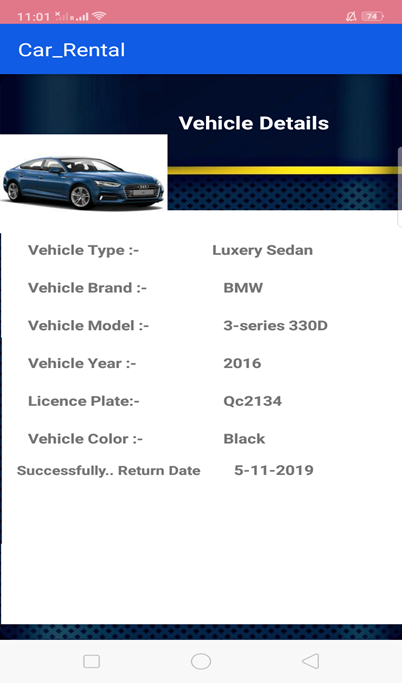 11:01
74
Car_Rental
Vehicle Details
Vehicle Type :- Luxery Sedan
Vehicle Brand :- BMW
Vehicle Model :- 3-series 330D
Vehicle Year :- 2016
Licence Plate:- Qc2134
Vehicle Color :- Black
Successfully.. Return Date 5-11-2019